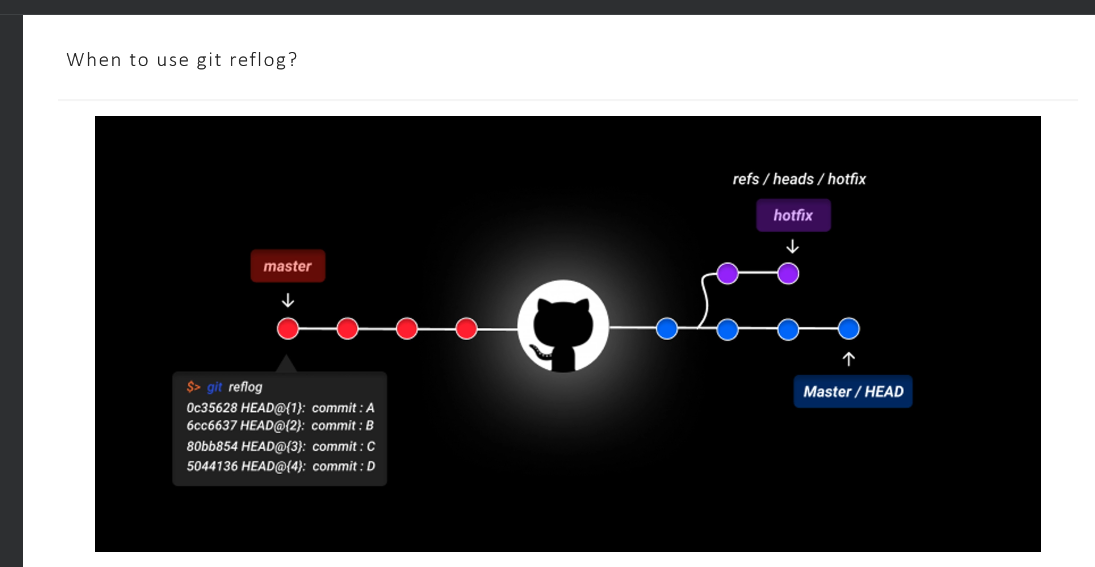 When to use git reflog?
refs / heads / hotfix
hotfix
master
$> git reflog
0c35628 HEAD@{1}: commit : A
6cc6637 HEAD@{2}: commit : B
80bb854 HEAD@{3}: commit : C
5044136 HEAD@{4}: commit : D
Master / HEAD